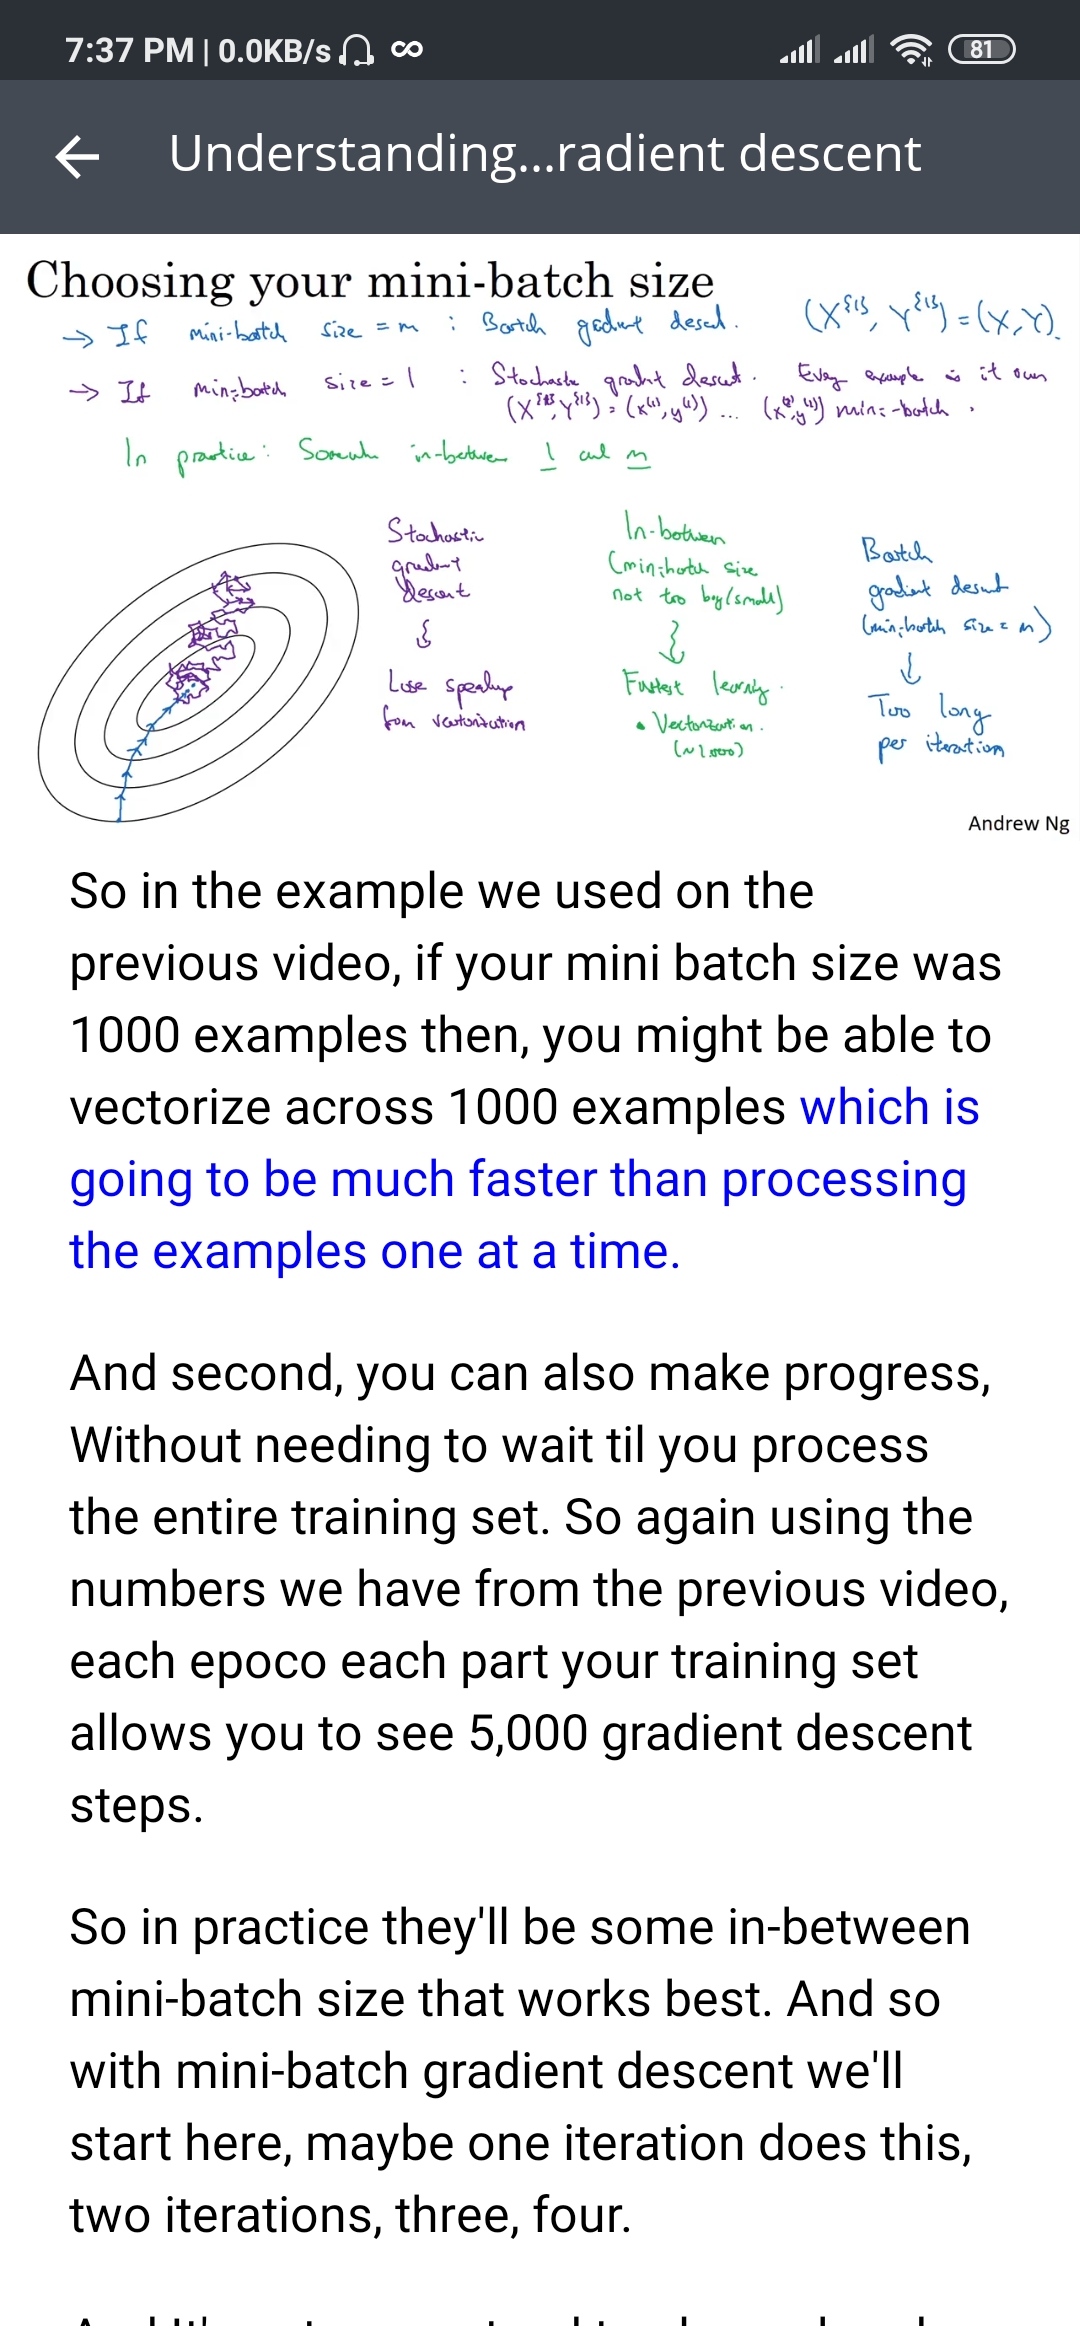 7:37 PM | 0.0KB/s
81
Understanding...radient descent
Choosing your mini-batch size
→ If mini-batch size = m : Batch gradient descent. (X^{1}, Y^{1}) = (X, Y).
→ If mini-batch size = 1 : Stochastic gradient descent. Every example is it own
(X^{1}, Y^{1}) = (x^(1), y^(1)) ... mini-batch.
In practice: in-between 1 and m
Stochastic
gradient
descent
Lose speedup
from vectorization
In-between
(mini-batch size
not too big/small)
Fastest learning.
• Vectorization.
(~1000)
Batch
gradient descent
(mini-batch size = m)
Too long
per iteration
Andrew Ng
So in the example we used on the
previous video, if your mini batch size was
1000 examples then, you might be able to
vectorize across 1000 examples which is
going to be much faster than processing
the examples one at a time.
And second, you can also make progress,
Without needing to wait til you process
the entire training set. So again using the
numbers we have from the previous video,
each epoco each part your training set
allows you to see 5,000 gradient descent
steps.
So in practice they'll be some in-between
mini-batch size that works best. And so
with mini-batch gradient descent we'll
start here, maybe one iteration does this,
two iterations, three, four.